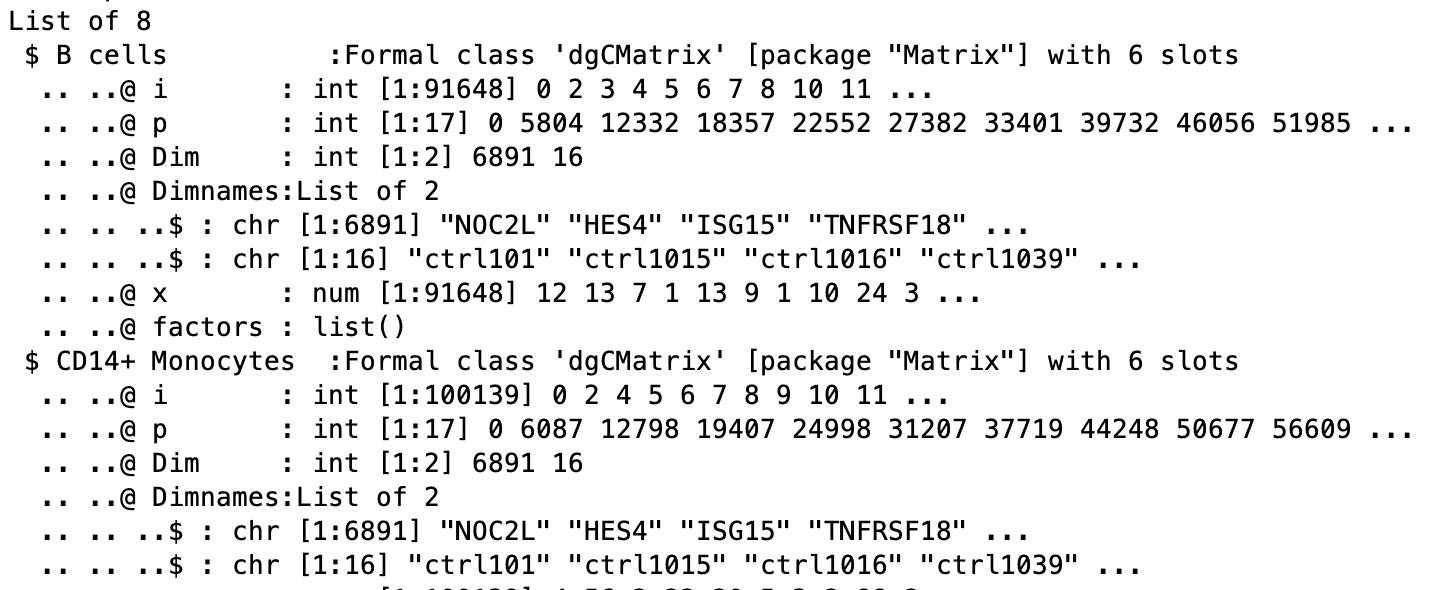 List of 8
 $ B cells          :Formal class 'dgCMatrix' [package "Matrix"] with 6 slots
  .. ..@ i       : int [1:91648] 0 2 3 4 5 6 7 8 10 11 ...
  .. ..@ p       : int [1:17] 0 5804 12332 18357 22552 27382 33401 39732 46056 51985 ...
  .. ..@ Dim     : int [1:2] 6891 16
  .. ..@ Dimnames:List of 2
  .. .. ..$ : chr [1:6891] "NOC2L" "HES4" "ISG15" "TNFRSF18" ...
  .. .. ..$ : chr [1:16] "ctrl101" "ctrl1015" "ctrl1016" "ctrl1039" ...
  .. ..@ x       : num [1:91648] 12 13 7 1 13 9 1 10 24 3 ...
  .. ..@ factors : list()
 $ CD14+ Monocytes  :Formal class 'dgCMatrix' [package "Matrix"] with 6 slots
  .. ..@ i       : int [1:100139] 0 2 4 5 6 7 8 9 10 11 ...
  .. ..@ p       : int [1:17] 0 6087 12798 19407 24998 31207 37719 44248 50677 56609 ...
  .. ..@ Dim     : int [1:2] 6891 16
  .. ..@ Dimnames:List of 2
  .. .. ..$ : chr [1:6891] "NOC2L" "HES4" "ISG15" "TNFRSF18" ...
  .. .. ..$ : chr [1:16] "ctrl101" "ctrl1015" "ctrl1016" "ctrl1039" ...